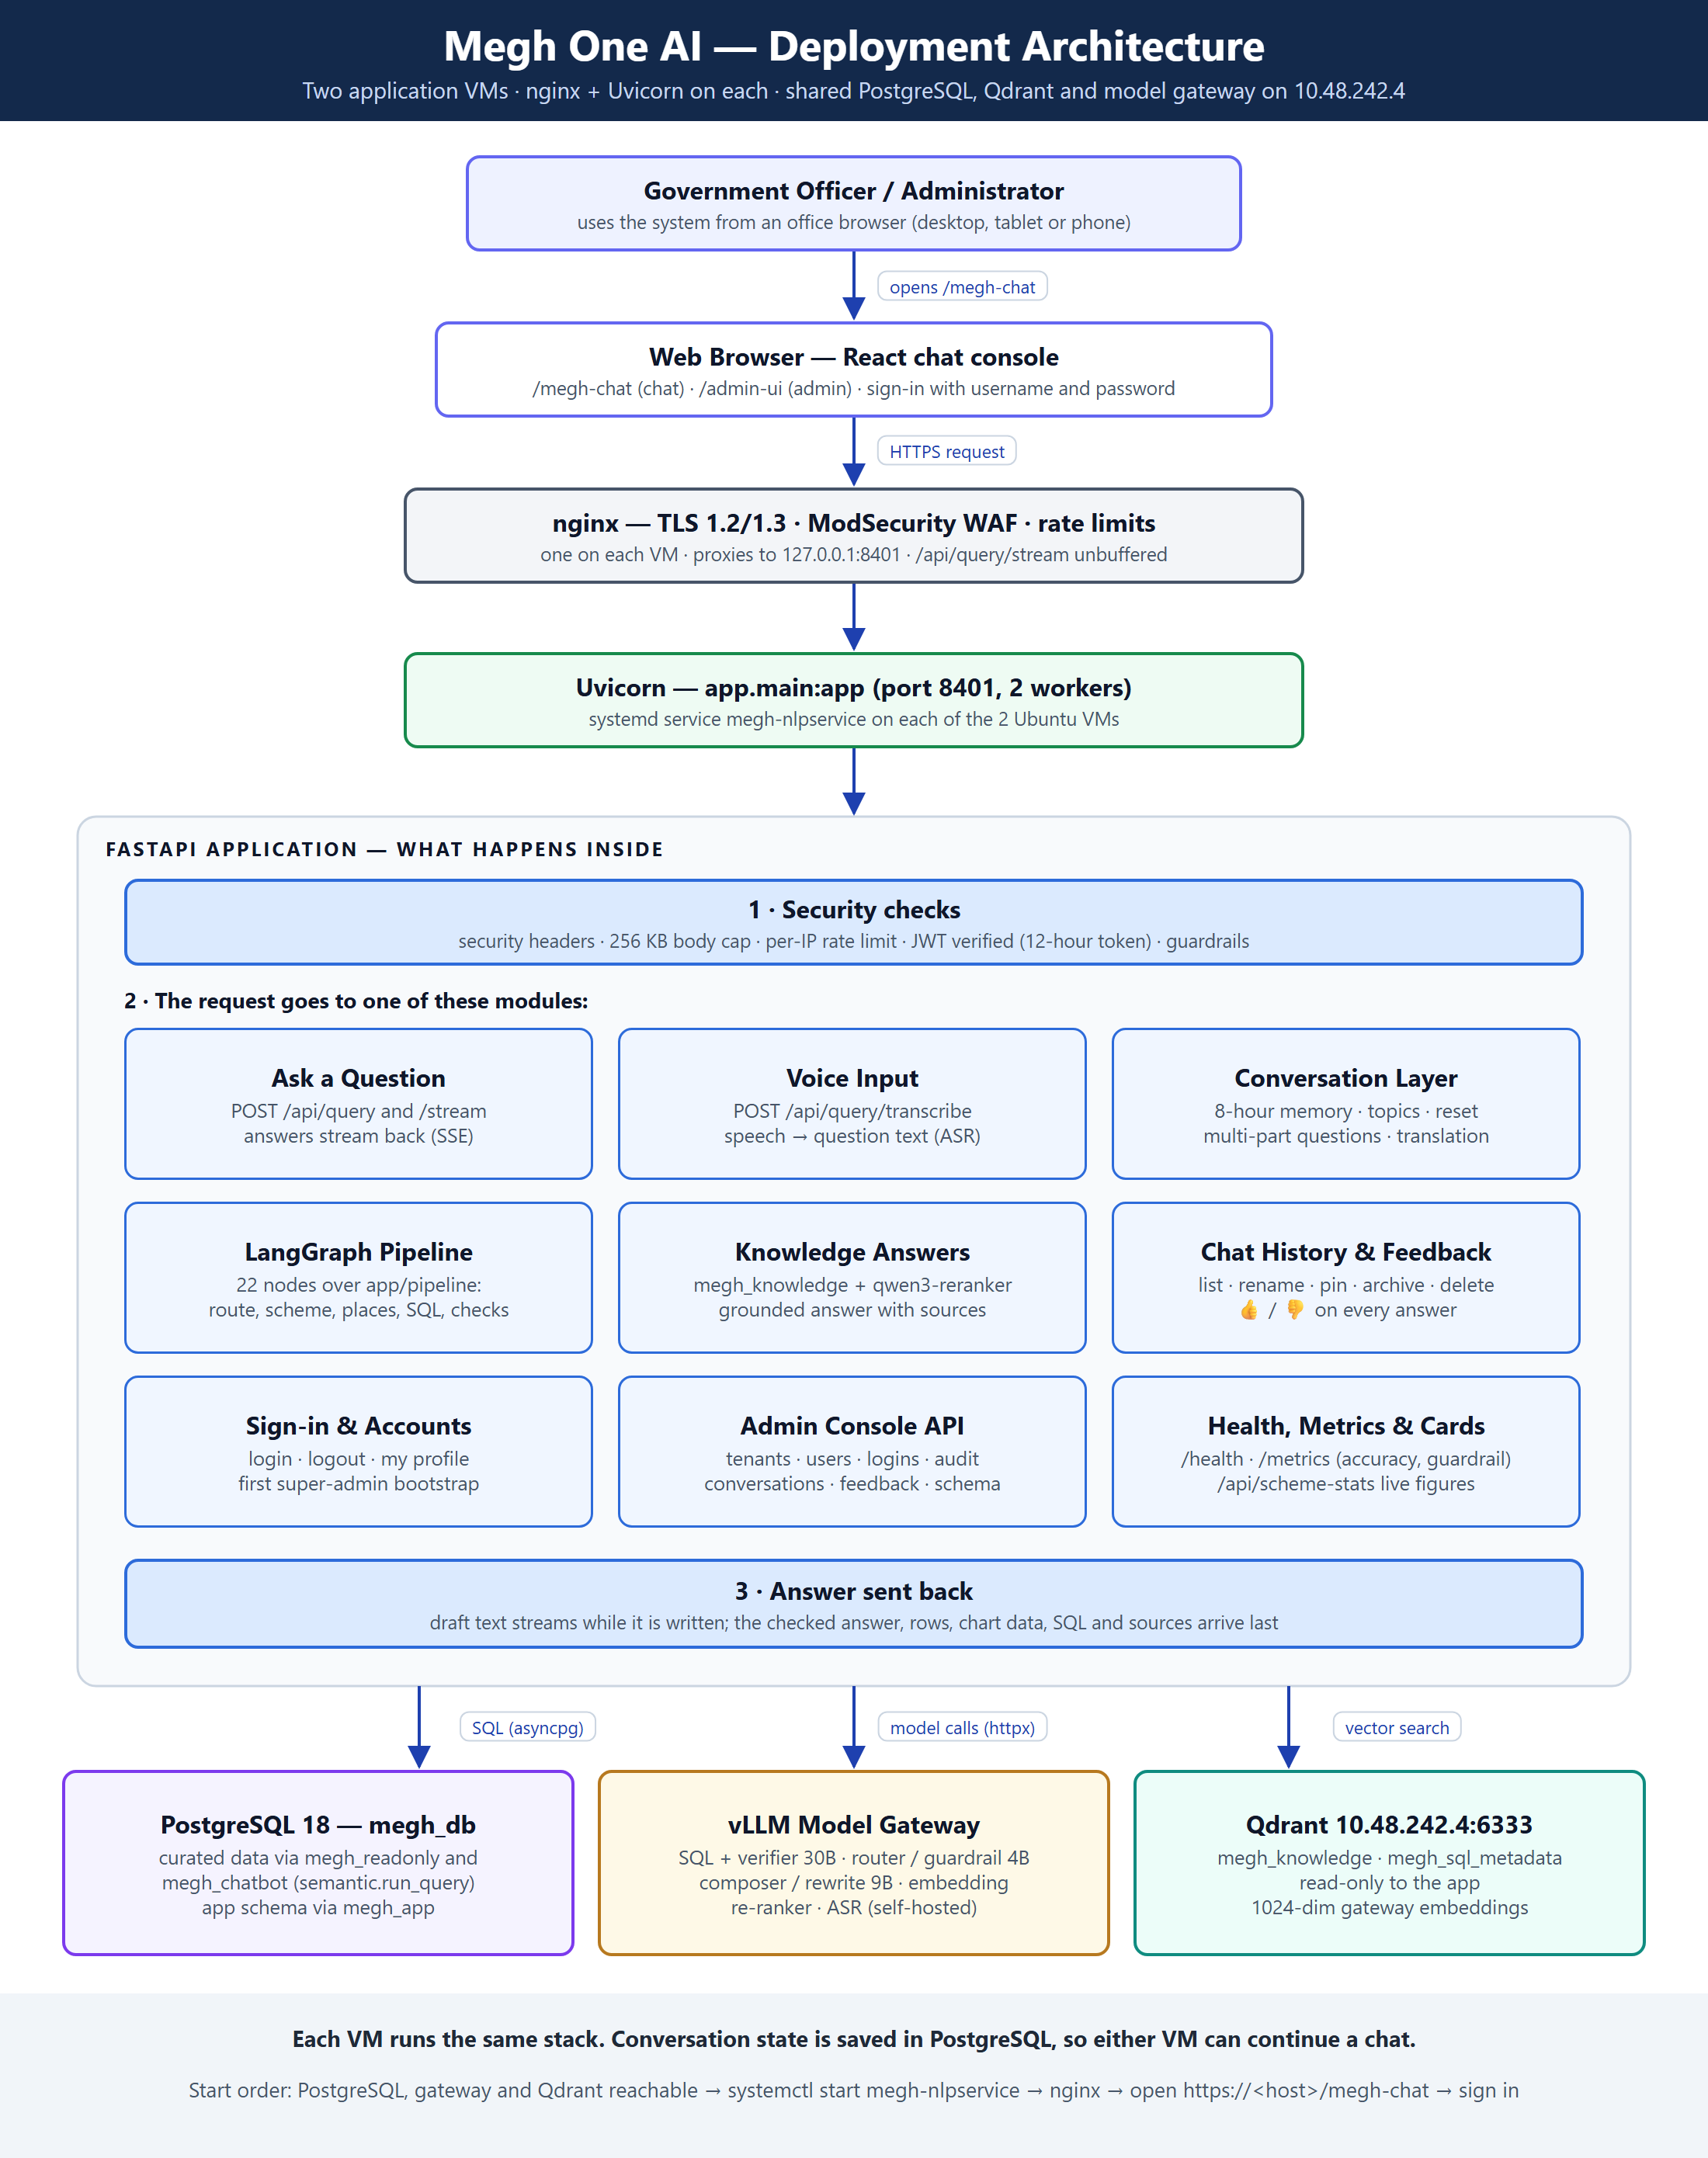 Megh One AI — Deployment Architecture
Two application VMs · nginx + Uvicorn on each · shared PostgreSQL, Qdrant and model gateway on 10.48.242.4
Government Officer / Administrator
uses the system from an office browser (desktop, tablet or phone)
opens /megh-chat
Web Browser — React chat console
/megh-chat (chat) · /admin-ui (admin) · sign-in with username and password
HTTPS request
nginx — TLS 1.2/1.3 · ModSecurity WAF · rate limits
one on each VM · proxies to 127.0.0.1:8401 · /api/query/stream unbuffered
Uvicorn — app.main:app (port 8401, 2 workers)
systemd service megh-nlpservice on each of the 2 Ubuntu VMs
FASTAPI APPLICATION — WHAT HAPPENS INSIDE
1 · Security checks
security headers · 256 KB body cap · per-IP rate limit · JWT verified (12-hour token) · guardrails
2 · The request goes to one of these modules:
Ask a Question
POST /api/query and /stream
answers stream back (SSE)
Voice Input
POST /api/query/transcribe
speech → question text (ASR)
Conversation Layer
8-hour memory · topics · reset
multi-part questions · translation
LangGraph Pipeline
22 nodes over app/pipeline:
route, scheme, places, SQL, checks
Knowledge Answers
megh_knowledge + qwen3-reranker
grounded answer with sources
Chat History & Feedback
list · rename · pin · archive · delete
👍 / 👎 on every answer
Sign-in & Accounts
login · logout · my profile
first super-admin bootstrap
Admin Console API
tenants · users · logins · audit
conversations · feedback · schema
Health, Metrics & Cards
/health · /metrics (accuracy, guardrail)
/api/scheme-stats live figures
3 · Answer sent back
draft text streams while it is written; the checked answer, rows, chart data, SQL and sources arrive last
SQL (asyncpg)
model calls (httpx)
vector search
PostgreSQL 18 — megh_db
curated data via megh_readonly and
megh_chatbot (semantic.run_query)
app schema via megh_app
vLLM Model Gateway
SQL + verifier 30B · router / guardrail 4B
composer / rewrite 9B · embedding
re-ranker · ASR (self-hosted)
Qdrant 10.48.242.4:6333
megh_knowledge · megh_sql_metadata
read-only to the app
1024-dim gateway embeddings
Each VM runs the same stack. Conversation state is saved in PostgreSQL, so either VM can continue a chat.
Start order: PostgreSQL, gateway and Qdrant reachable → systemctl start megh-nlpservice → nginx → open https://<host>/megh-chat → sign in